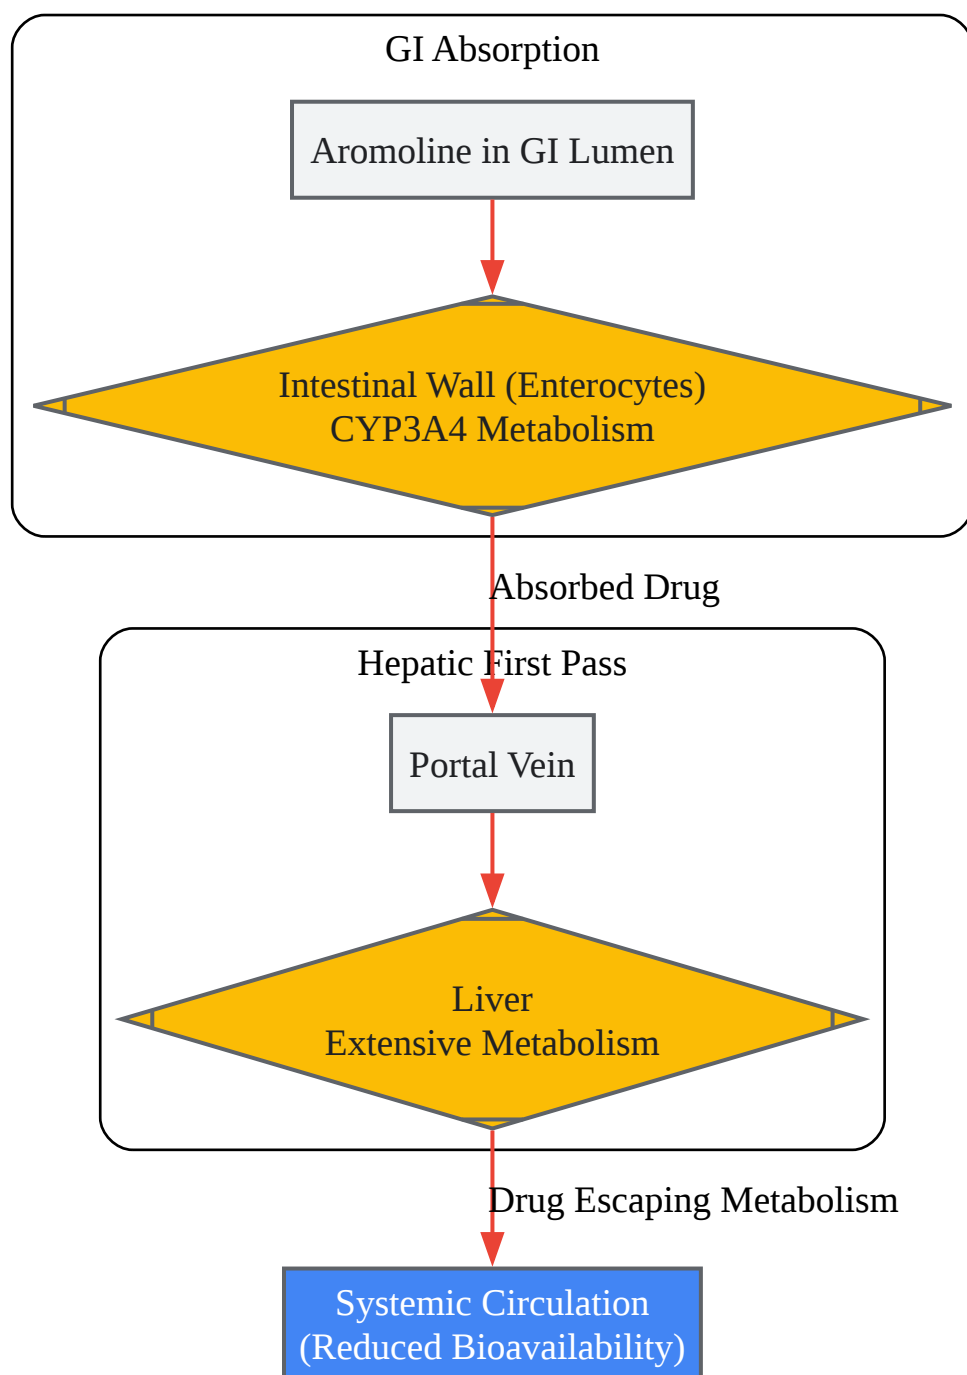 GI Absorption
Aromoline in GI Lumen
Intestinal Wall (Enterocytes)
CYP3A4 Metabolism
Absorbed Drug
Hepatic First Pass
Portal Vein
Liver
Extensive Metabolism
Drug Escaping Metabolism
Systemic Circulation
(Reduced Bioavailability)